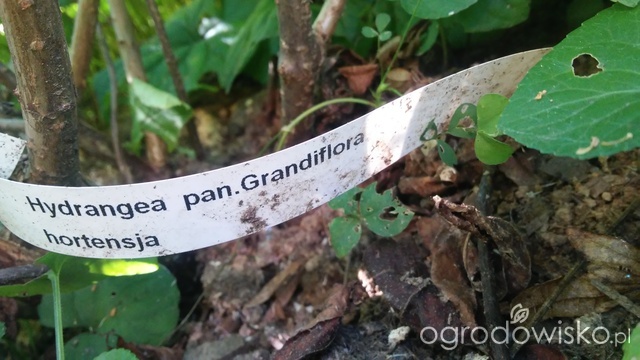 Hydrangea pan.Grandiflora
hortensja
ogrodowisko.pl